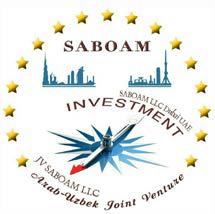 SABOAM
SABOAM LLC Dubai UAE
INVESTMENT
JV SABOAM LLC
Arab-Uzbek Joint Venture